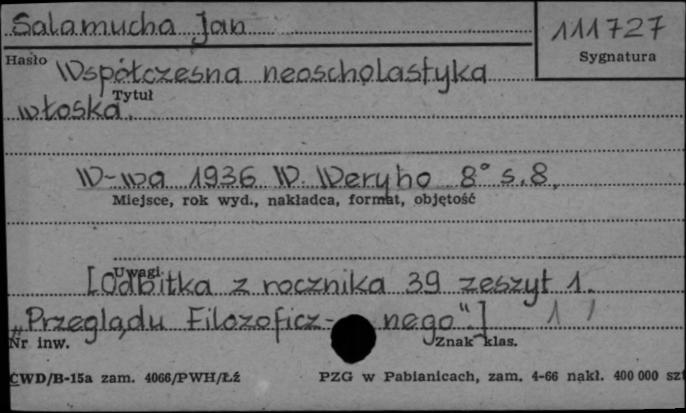 Salamucha Jan
111727
Hasło
Sygnatura
Współczesna neoscholastyka
Tytuł
włoska.
W-wa 1936 W. Weryho 8° s. 8.
Miejsce, rok wyd., nakładca, format, objętość
Uwagi
[Odbitka z rocznika 39 zeszyt 1.
„Przeglądu Filozoficz- nego".]
Nr inw.
Znak klas.
CWD/B-15a zam. 4066/PWH/Łź
PZG w Pabianicach, zam. 4-66 nakł. 400 000 szt